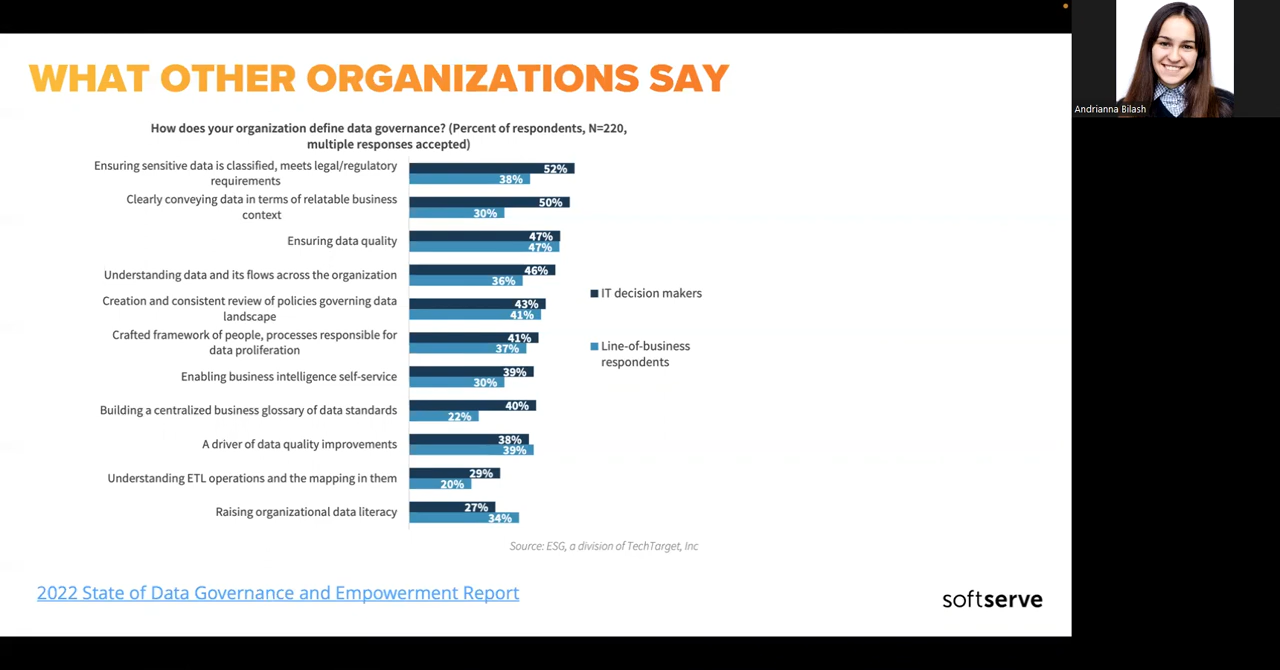 WHAT OTHER ORGANIZATIONS SAY
Andrianna Bilash
How does your organization define data governance? (Percent of respondents, N=220,
multiple responses accepted)
Ensuring sensitive data is classified, meets legal/regulatory
requirements
52%
38%
Clearly conveying data in terms of relatable business
context
50%
30%
Ensuring data quality
47%
47%
Understanding data and its flows across the organization
46%
36%
Creation and consistent review of policies governing data
landscape
43%
41%
Crafted framework of people, processes responsible for
data proliferation
41%
37%
Enabling business intelligence self-service
39%
30%
Building a centralized business glossary of data standards
40%
22%
A driver of data quality improvements
38%
39%
Understanding ETL operations and the mapping in them
29%
20%
Raising organizational data literacy
27%
34%
IT decision makers
Line-of-business
respondents
Source: ESG, a division of TechTarget, Inc
2022 State of Data Governance and Empowerment Report
softserve